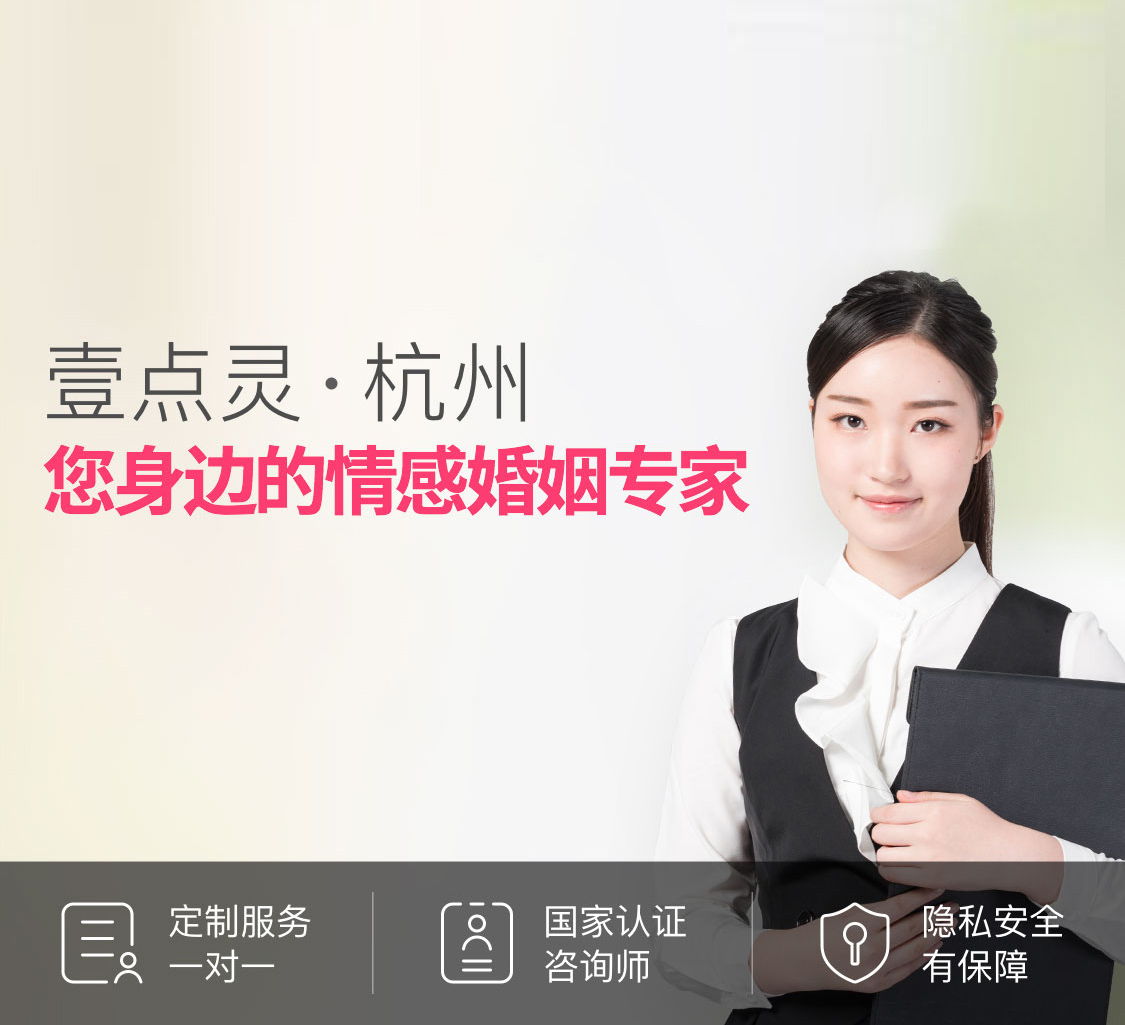 壹点灵·杭州
您身边的情感婚姻专家
定制服务
一对一
国家认证
咨询师
隐私安全
有保障